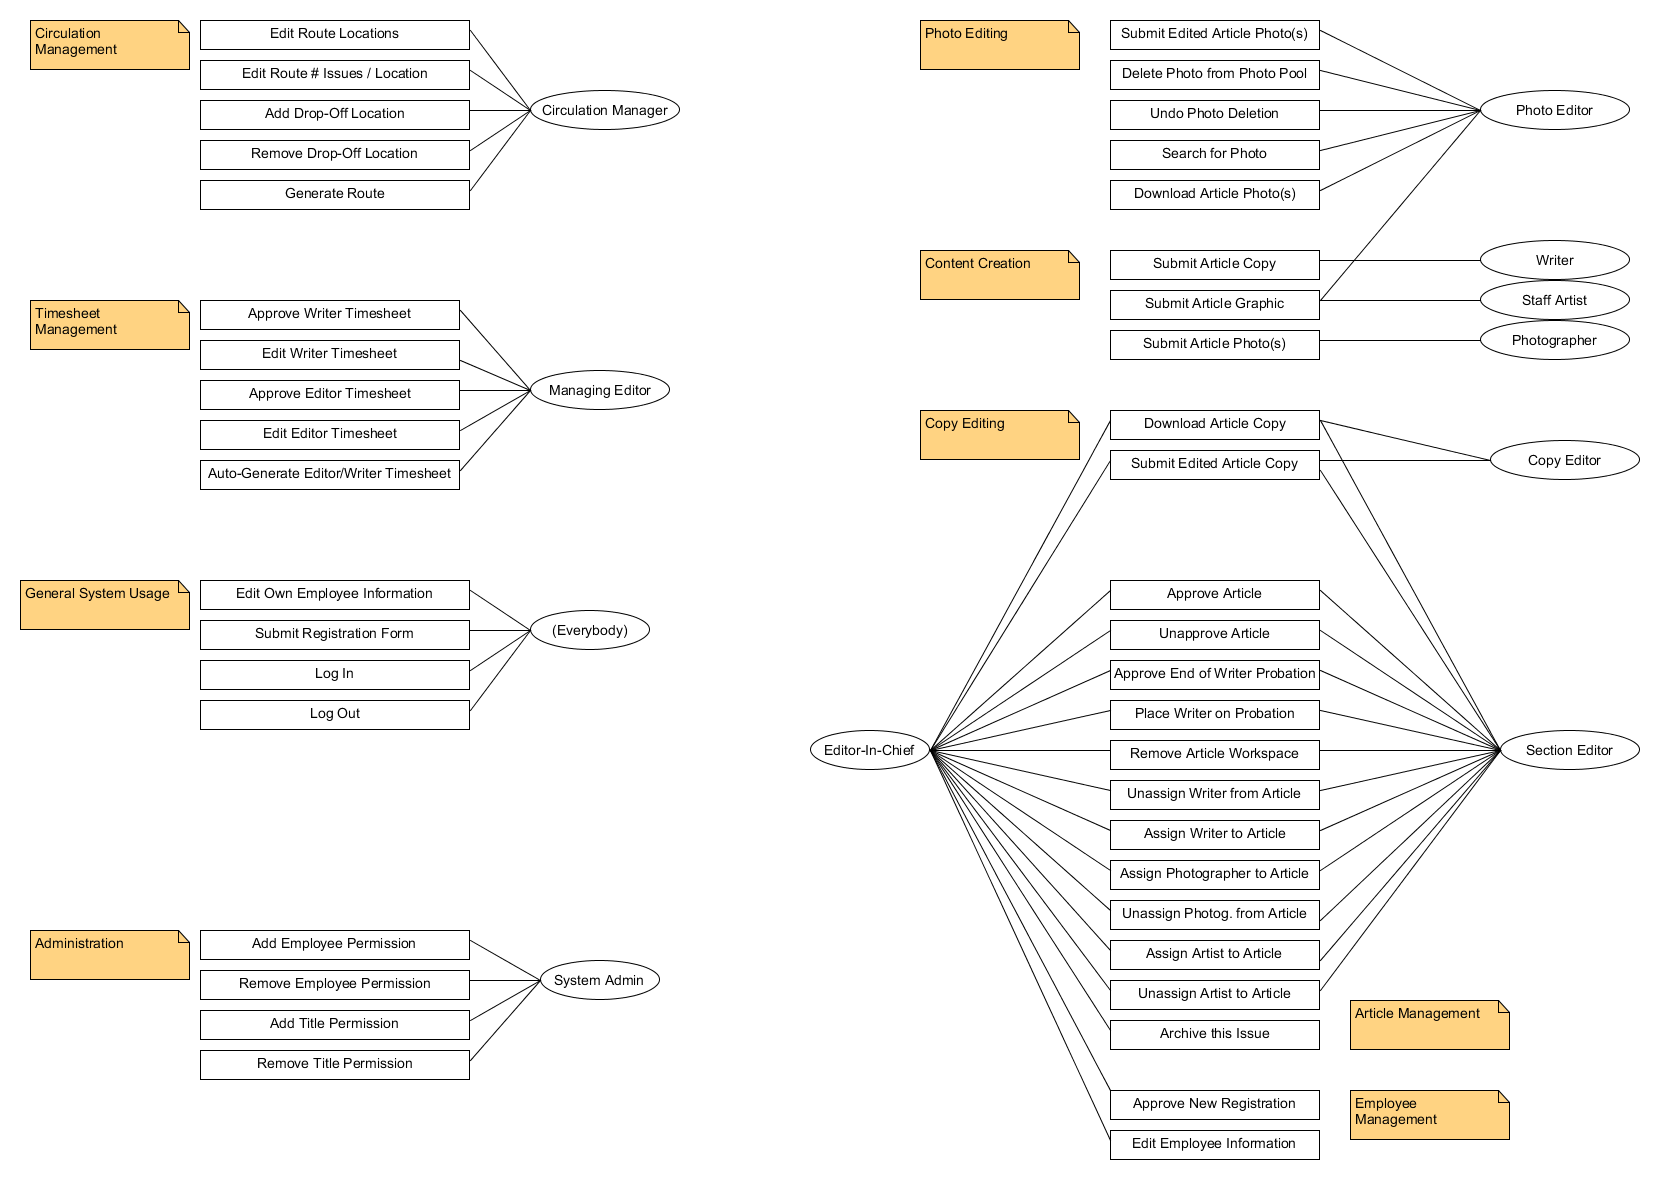 Circulation
Management
Edit Route Locations
Edit Route # Issues / Location
Add Drop-Off Location
Remove Drop-Off Location
Generate Route
Circulation Manager
Timesheet
Management
Approve Writer Timesheet
Edit Writer Timesheet
Approve Editor Timesheet
Edit Editor Timesheet
Auto-Generate Editor/Writer Timesheet
Managing Editor
General System Usage
Edit Own Employee Information
Submit Registration Form
Log In
Log Out
(Everybody)
Administration
Add Employee Permission
Remove Employee Permission
Add Title Permission
Remove Title Permission
System Admin
Photo Editing
Submit Edited Article Photo(s)
Delete Photo from Photo Pool
Undo Photo Deletion
Search for Photo
Download Article Photo(s)
Photo Editor
Content Creation
Submit Article Copy
Submit Article Graphic
Submit Article Photo(s)
Writer
Staff Artist
Photographer
Copy Editing
Download Article Copy
Submit Edited Article Copy
Copy Editor
Editor-In-Chief
Approve Article
Unapprove Article
Approve End of Writer Probation
Place Writer on Probation
Remove Article Workspace
Unassign Writer from Article
Assign Writer to Article
Assign Photographer to Article
Unassign Photog. from Article
Assign Artist to Article
Unassign Artist to Article
Archive this Issue
Section Editor
Article Management
Approve New Registration
Edit Employee Information
Employee
Management